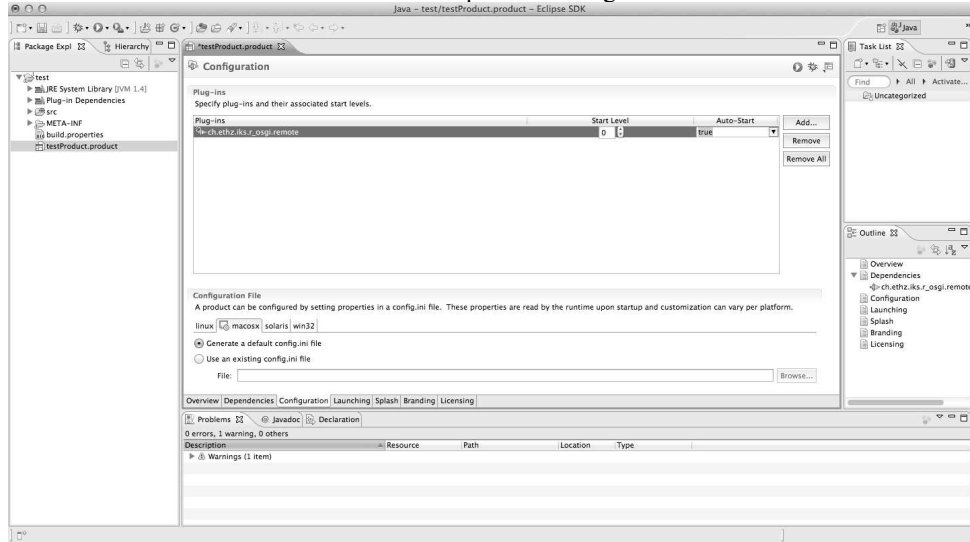 Java – test/testProduct.product – Eclipse SDK
Java
Package Expl
Hierarchy
test
JRE System Library [JVM 1.4]
Plug-in Dependencies
src
META-INF
build.properties
testProduct.product
*testProduct.product
Configuration
Plug-ins
Specify plug-ins and their associated start levels.
Plug-ins Start Level Auto-Start
ch.ethz.iks.r_osgi.remote 0 true
Add...
Remove
Remove All
Configuration File
A product can be configured by setting properties in a config.ini file. These properties are read by the runtime upon startup and customization can vary per platform.
linux macosx solaris win32
Generate a default config.ini file
Use an existing config.ini file
File: Browse...
Overview Dependencies Configuration Launching Splash Branding Licensing
Task List
Find All Activate...
Uncategorized
Outline
Overview
Dependencies
ch.ethz.iks.r_osgi.remote
Configuration
Launching
Splash
Branding
Licensing
Problems @ Javadoc Declaration
0 errors, 1 warning, 0 others
Description Resource Path Location Type
Warnings (1 item)